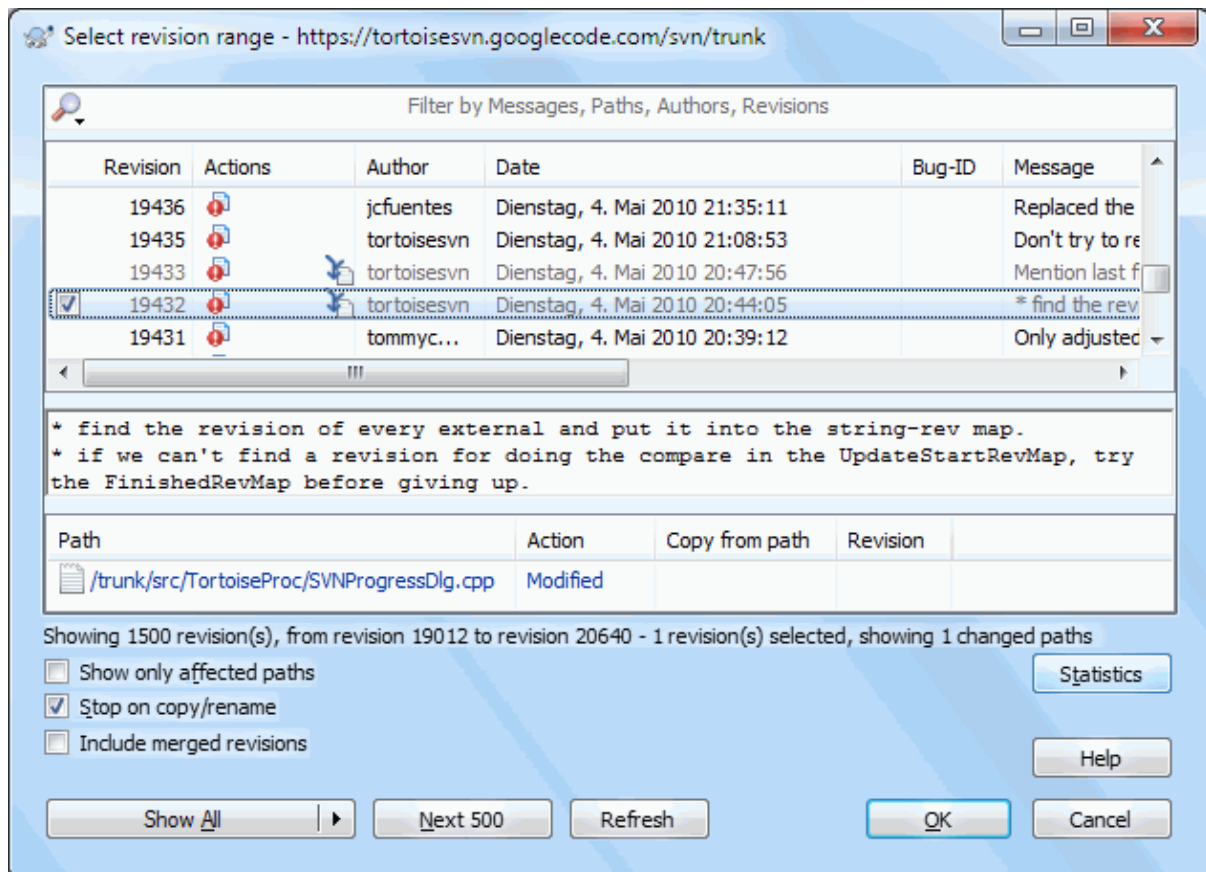 Select revision range - https://tortoisesvn.googlecode.com/svn/trunk
Filter by Messages, Paths, Authors, Revisions
Revision Actions Author Date Bug-ID Message
19436 jcfuentes Dienstag, 4. Mai 2010 21:35:11 Replaced the
19435 tortoisesvn Dienstag, 4. Mai 2010 21:08:53 Don't try to re
19433 tortoisesvn Dienstag, 4. Mai 2010 20:47:56 Mention last f
19432 tortoisesvn Dienstag, 4. Mai 2010 20:44:05 * find the rev
19431 tommyc... Dienstag, 4. Mai 2010 20:39:12 Only adjusted
* find the revision of every external and put it into the string-rev map.
* if we can't find a revision for doing the compare in the UpdateStartRevMap, try
the FinishedRevMap before giving up.
Path Action Copy from path Revision
/trunk/src/TortoiseProc/SVNProgressDlg.cpp Modified
Showing 1500 revision(s), from revision 19012 to revision 20640 - 1 revision(s) selected, showing 1 changed paths
Show only affected paths
Statistics
Stop on copy/rename
Include merged revisions
Help
Show All Next 500 Refresh OK Cancel